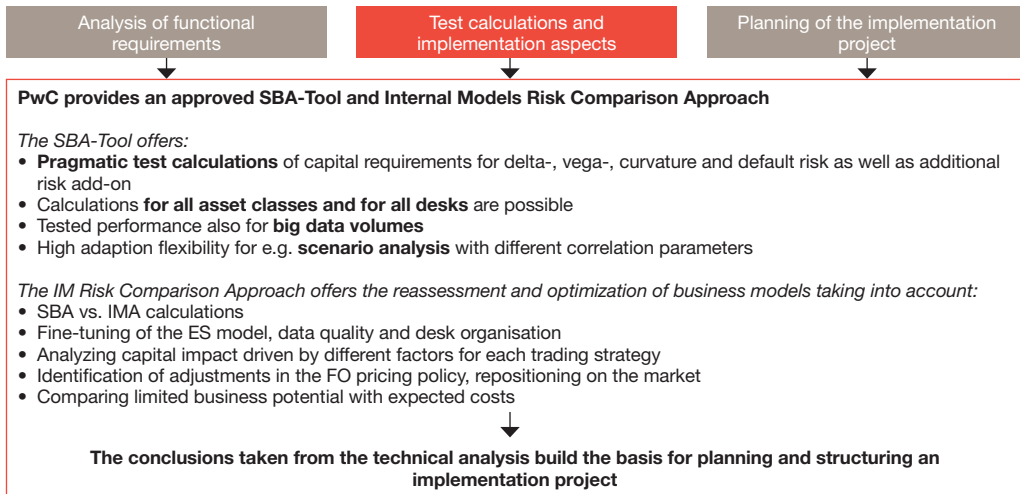 Analysis of functional
requirements
Test calculations and
implementation aspects
Planning of the implementation
project
PwC provides an approved SBA-Tool and Internal Models Risk Comparison Approach
The SBA-Tool offers:
• Pragmatic test calculations of capital requirements for delta-, vega-, curvature and default risk as well as additional
risk add-on
• Calculations for all asset classes and for all desks are possible
• Tested performance also for big data volumes
• High adaption flexibility for e.g. scenario analysis with different correlation parameters
The IM Risk Comparison Approach offers the reassessment and optimization of business models taking into account:
• SBA vs. IMA calculations
• Fine-tuning of the ES model, data quality and desk organisation
• Analyzing capital impact driven by different factors for each trading strategy
• Identification of adjustments in the FO pricing policy, repositioning on the market
• Comparing limited business potential with expected costs
The conclusions taken from the technical analysis build the basis for planning and structuring an
implementation project